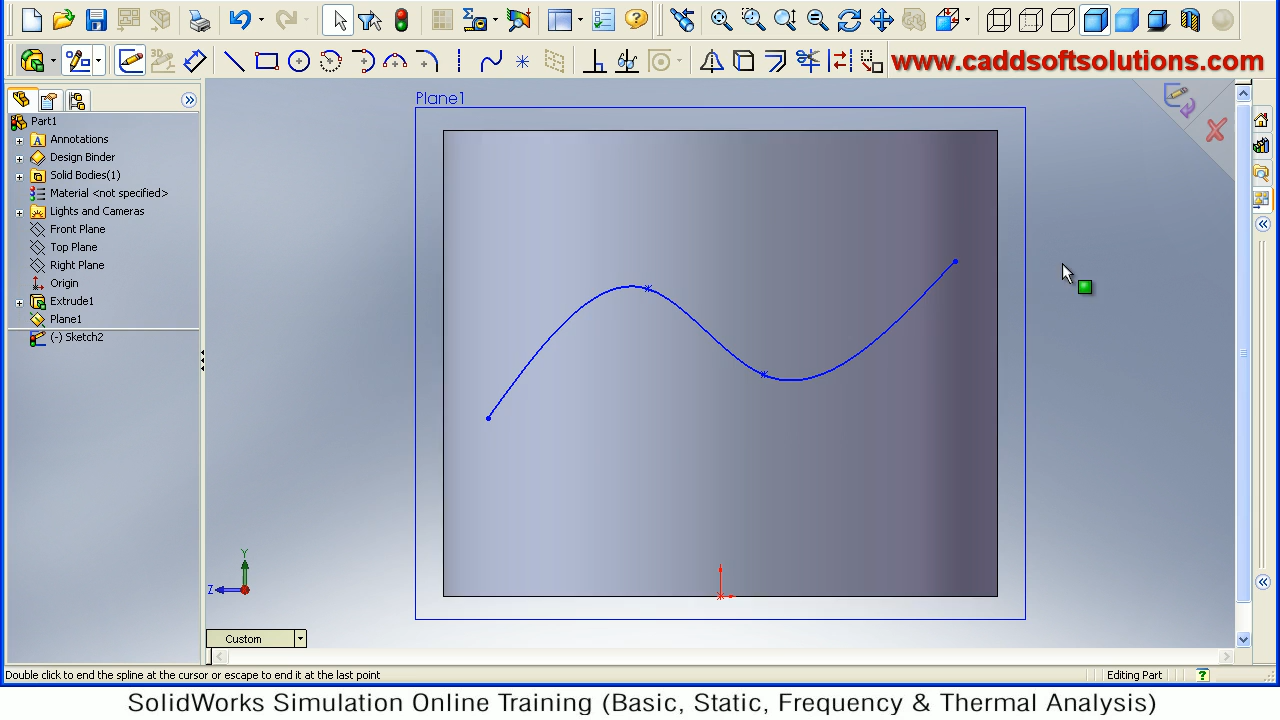 www.caddsoftsolutions.com
Plane1
Part1
Annotations
Design Binder
Solid Bodies(1)
Material <not specified>
Lights and Cameras
Front Plane
Top Plane
Right Plane
Origin
Extrude1
Plane1
(-) Sketch2
Y
Z
Custom
Double click to end the spline at the cursor or escape to end it at the last point
Editing Part
SolidWorks Simulation Online Training (Basic, Static, Frequency & Thermal Analysis)